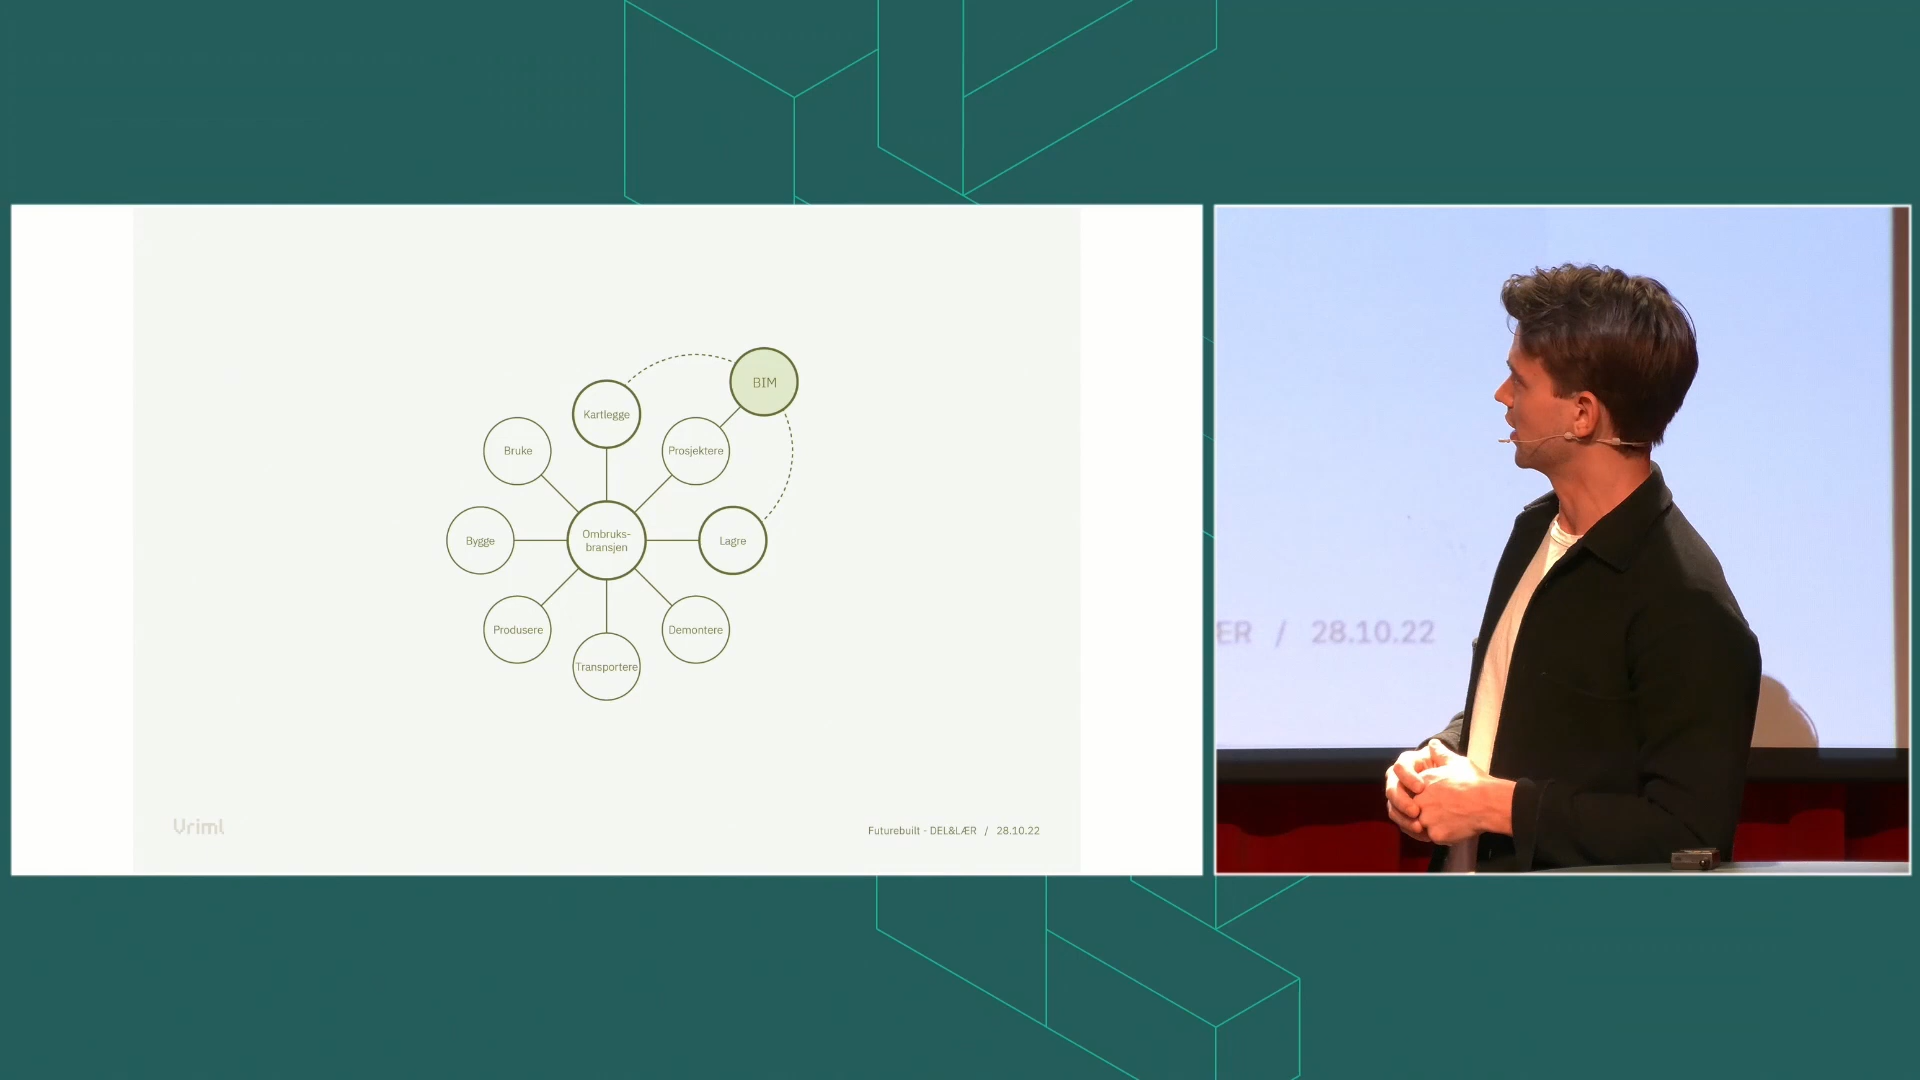 BIM
Kartlegge
Bruke
Prosjektere
Ombruks-
bransjen
Bygge
Lagre
Produsere
Demontere
Transportere
Vriml
Futurebuilt - DEL&LÆR / 28.10.22
ÆR / 28.10.22